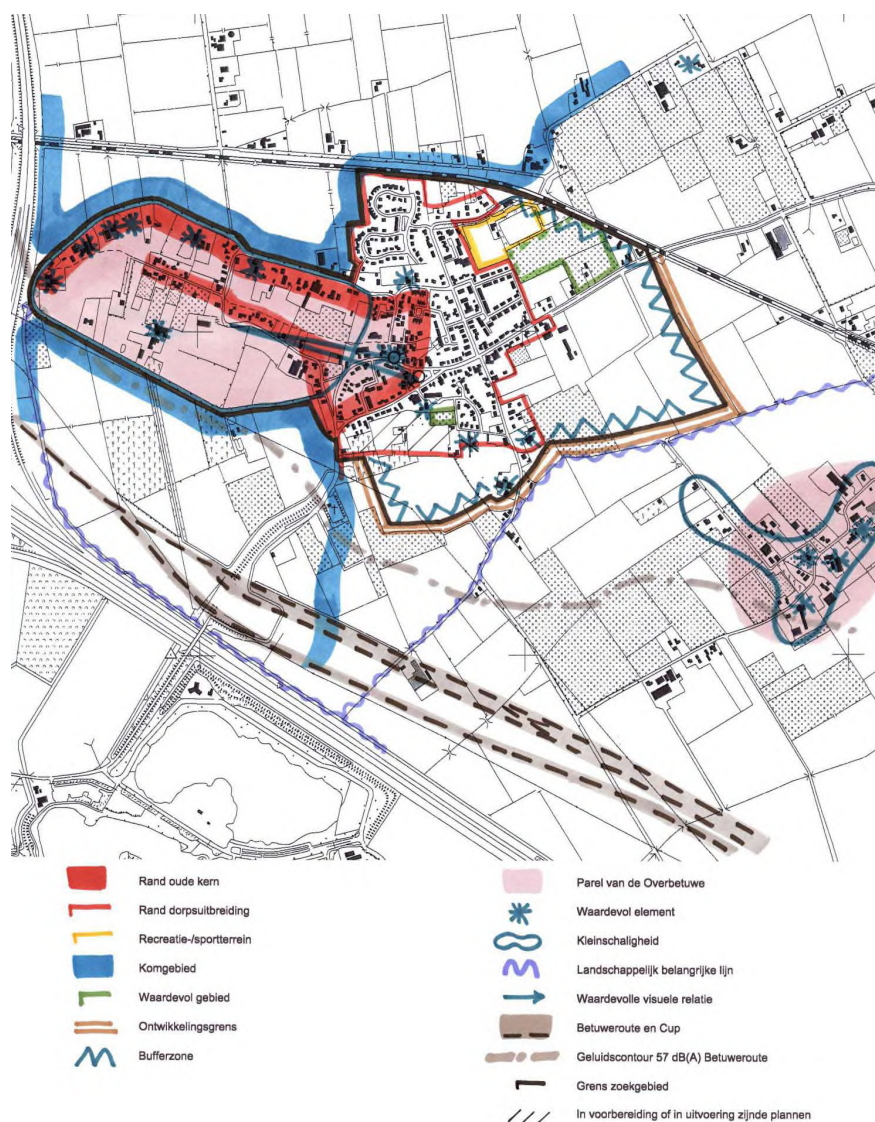 Rand oude kern
Rand dorpsuitbreiding
Recreatie-/sportterrein
Komgebied
Waardevol gebied
Ontwikkelingsgrens
Bufferzone
Parel van de Overbetuwe
Waardevol element
Kleinschaligheid
Landschappelijk belangrijke lijn
Waardevolle visuele relatie
Betuweroute en Cup
Geluidscontour 57 dB(A) Betuweroute
Grens zoekgebied
In voorbereiding of in uitvoering zijnde plannen